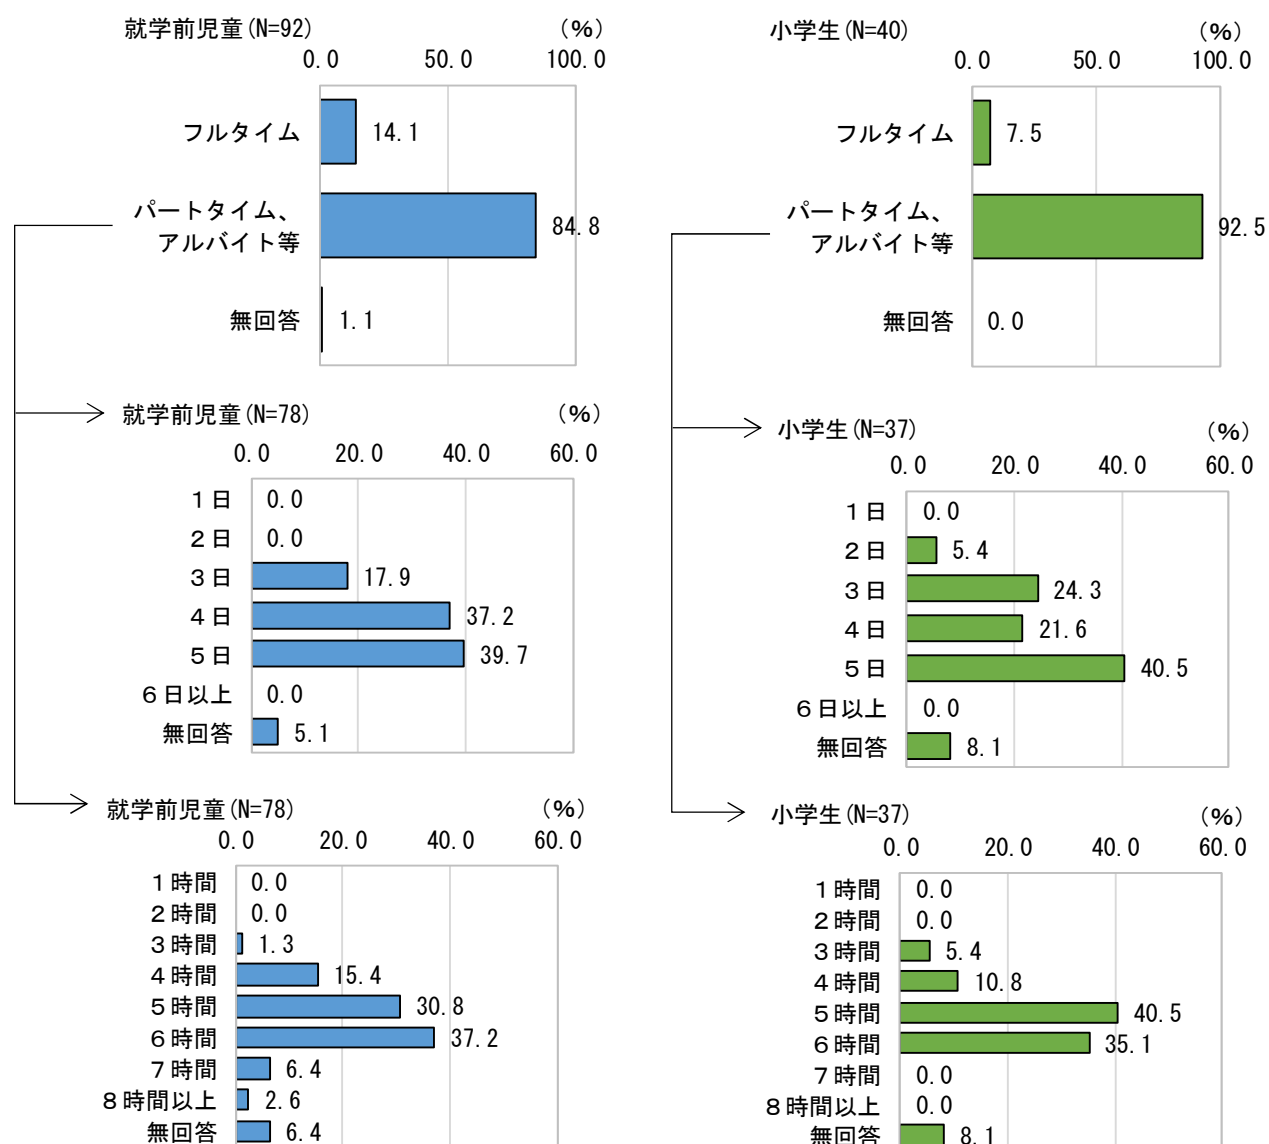 就学前児童(N=92) (%)
0.0 50.0 100.0
フルタイム 14.1
パートタイム、
アルバイト等 84.8
無回答 1.1
小学生(N=40) (%)
0.0 50.0 100.0
フルタイム 7.5
パートタイム、
アルバイト等 92.5
無回答 0.0
就学前児童(N=78) (%)
0.0 20.0 40.0 60.0
1日 0.0
2日 0.0
3日 17.9
4日 37.2
5日 39.7
6日以上 0.0
無回答 5.1
小学生(N=37) (%)
0.0 20.0 40.0 60.0
1日 0.0
2日 5.4
3日 24.3
4日 21.6
5日 40.5
6日以上 0.0
無回答 8.1
就学前児童(N=78) (%)
0.0 20.0 40.0 60.0
1時間 0.0
2時間 0.0
3時間 1.3
4時間 15.4
5時間 30.8
6時間 37.2
7時間 6.4
8時間以上 2.6
無回答 6.4
小学生(N=37) (%)
0.0 20.0 40.0 60.0
1時間 0.0
2時間 0.0
3時間 5.4
4時間 10.8
5時間 40.5
6時間 35.1
7時間 0.0
8時間以上 0.0
無回答 8.1